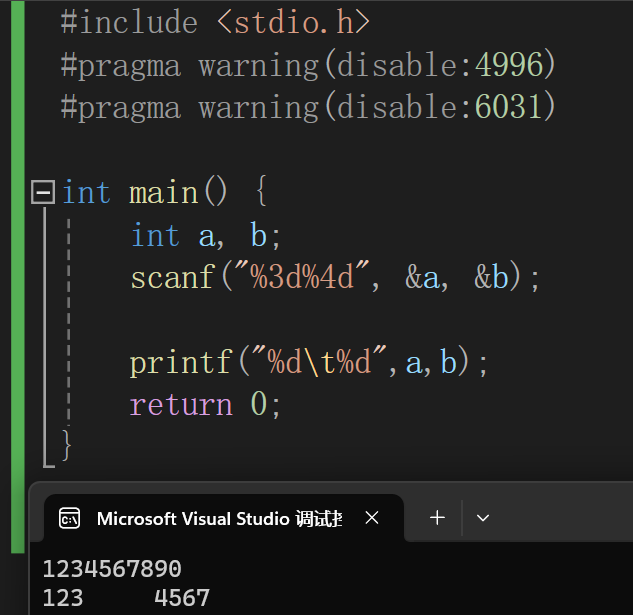 #include <stdio.h>
#pragma warning(disable:4996)
#pragma warning(disable:6031)
int main() {
int a, b;
scanf("%3d%4d", &a, &b);
printf("%d\t%d",a,b);
return 0;
}
Microsoft Visual Studio 调试
1234567890
123 4567